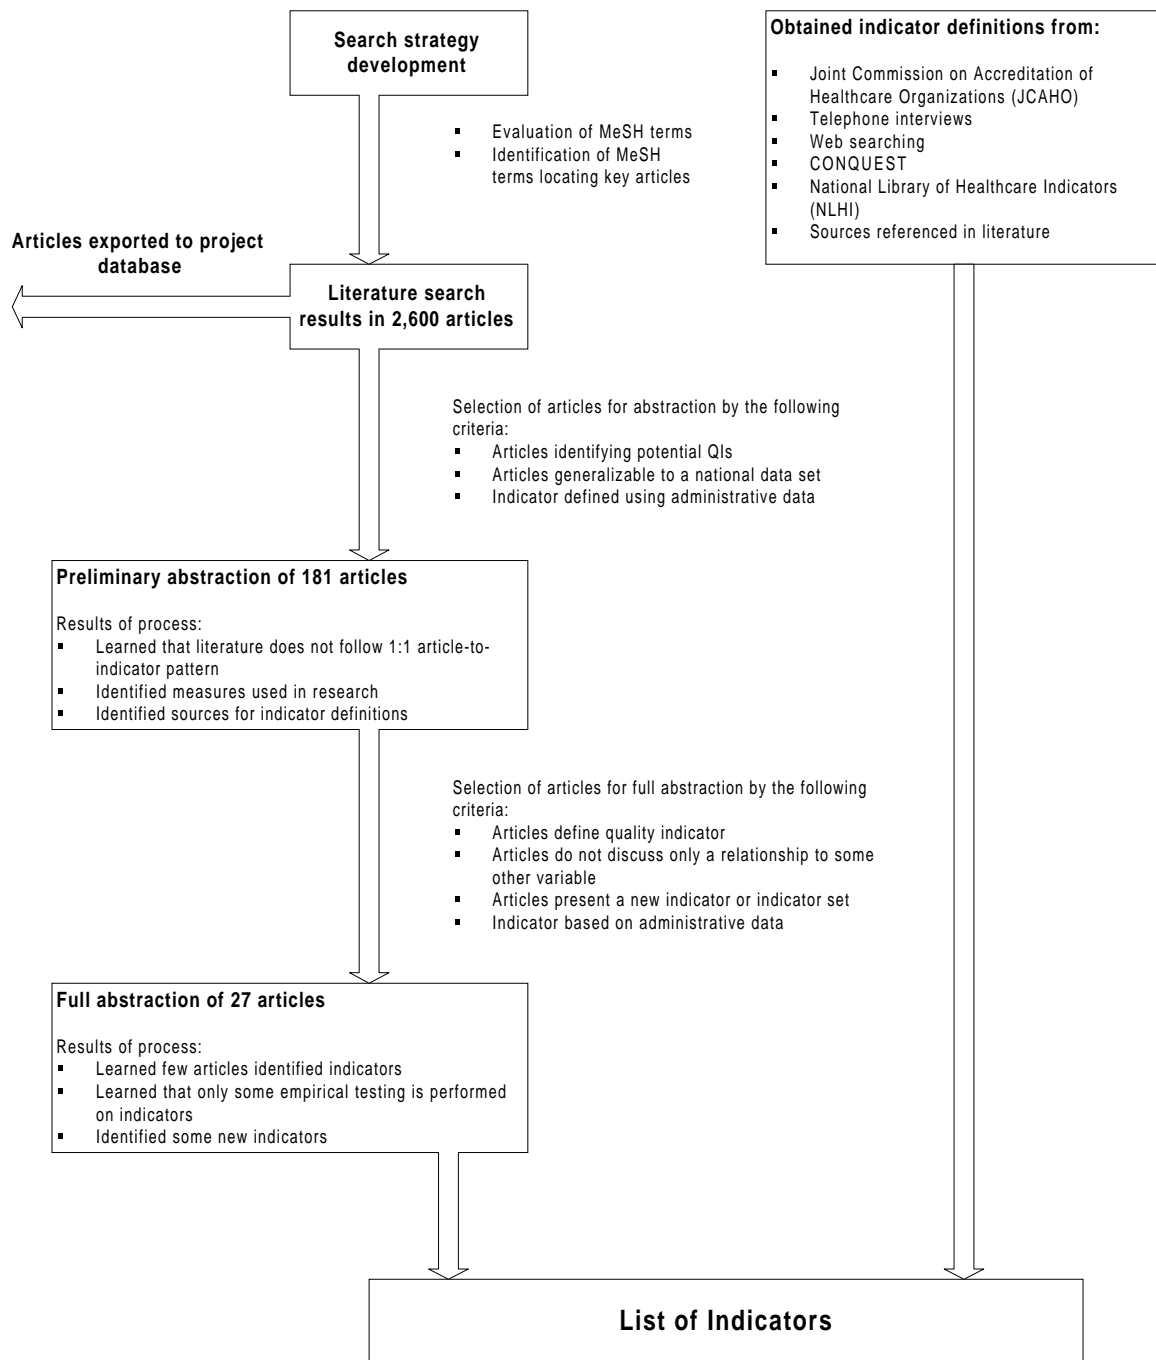 Search strategy
development
▪ Evaluation of MeSH terms
▪ Identification of MeSH
terms locating key articles
Articles exported to project
database
Literature search
results in 2,600 articles
Selection of articles for abstraction by the following
criteria:
▪ Articles identifying potential QIs
▪ Articles generalizable to a national data set
▪ Indicator defined using administrative data
Preliminary abstraction of 181 articles
Results of process:
▪ Learned that literature does not follow 1:1 article-to-
indicator pattern
▪ Identified measures used in research
▪ Identified sources for indicator definitions
Selection of articles for full abstraction by the following
criteria:
▪ Articles define quality indicator
▪ Articles do not discuss only a relationship to some
other variable
▪ Articles present a new indicator or indicator set
▪ Indicator based on administrative data
Full abstraction of 27 articles
Results of process:
▪ Learned few articles identified indicators
▪ Learned that only some empirical testing is performed
on indicators
▪ Identified some new indicators
Obtained indicator definitions from:
▪ Joint Commission on Accreditation of
Healthcare Organizations (JCAHO)
▪ Telephone interviews
▪ Web searching
▪ CONQUEST
▪ National Library of Healthcare Indicators
(NLHI)
▪ Sources referenced in literature
List of Indicators